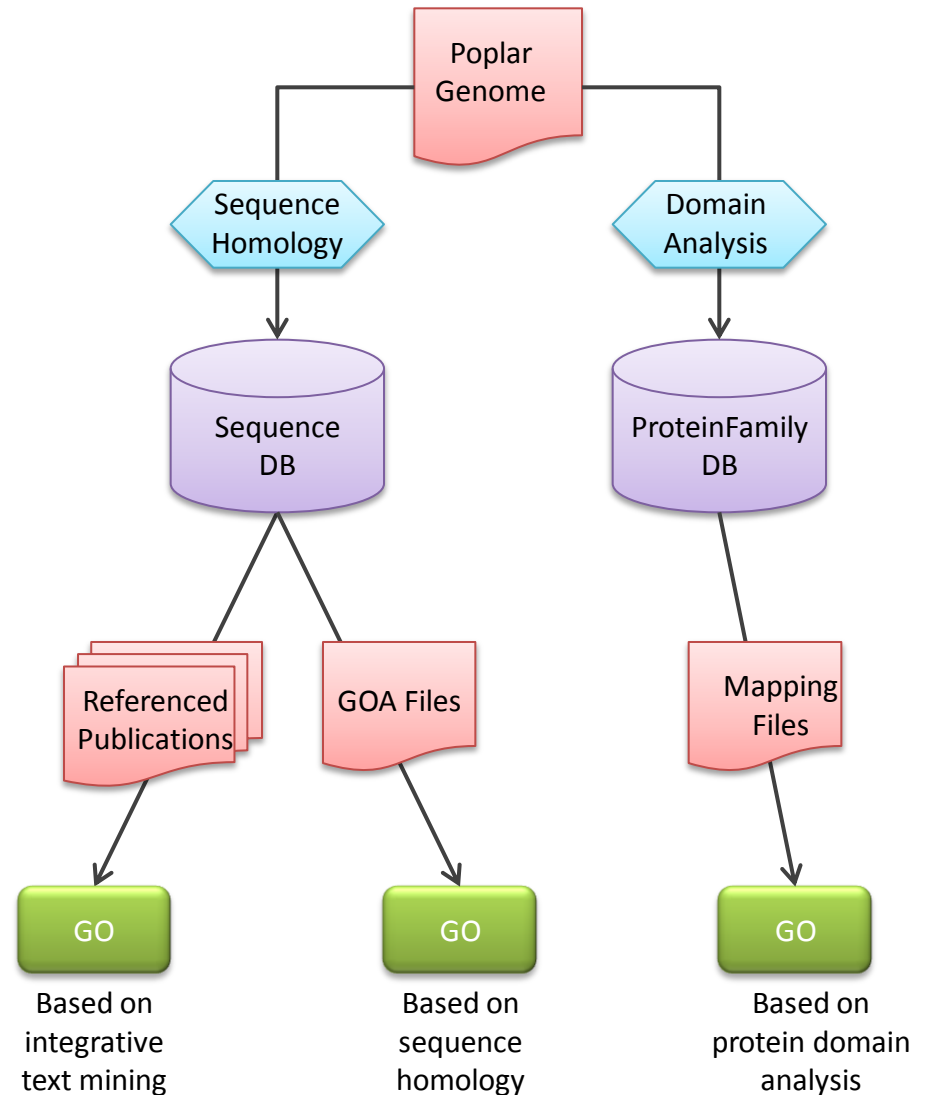 Poplar
Genome
Sequence
Homology
Domain
Analysis
Sequence
DB
ProteinFamily
DB
Referenced
Publications
GOA Files
Mapping
Files
GO
GO
GO
Based on
integrative
text mining
Based on
sequence
homology
Based on
protein domain
analysis